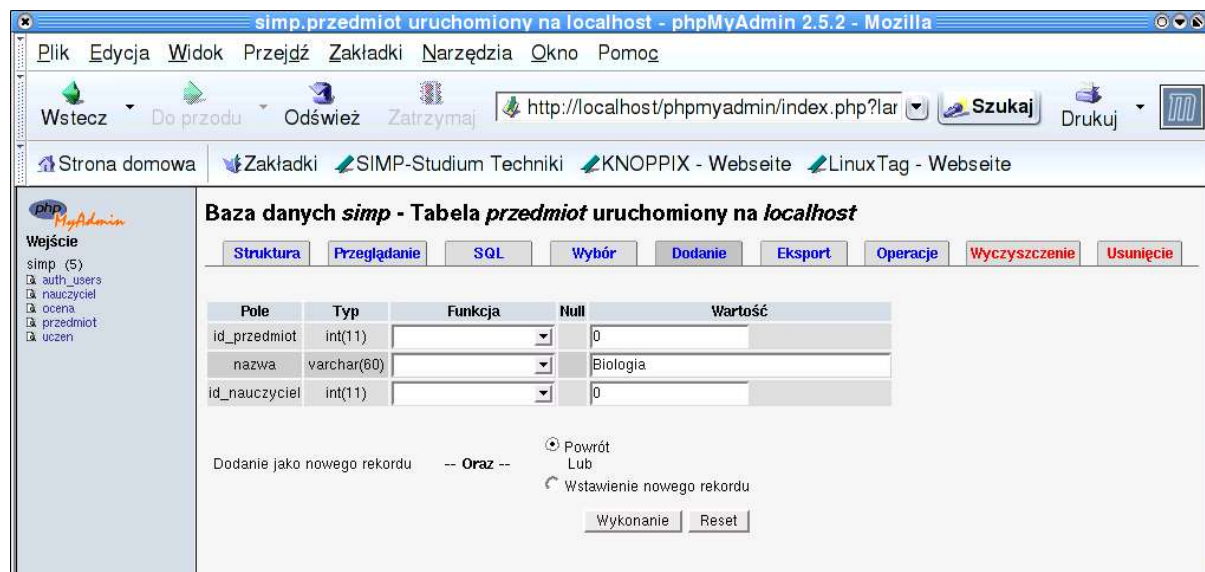 simp.przedmiot uruchomiony na localhost - phpMyAdmin 2.5.2 - Mozilla
Plik Edycja Widok Przejdź Zakładki Narzędzia Okno Pomoc
Wstecz Do przodu Odśwież Zatrzymaj http://localhost/phpmyadmin/index.php?lar Szukaj Drukuj
Strona domowa Zakładki SIMP-Studium Techniki KNOPPIX - Webseite LinuxTag - Webseite
php
MyAdmin
Wejście
simp (5)
auth_users
nauczyciel
ocena
przedmiot
uczen
Baza danych simp - Tabela przedmiot uruchomiony na localhost
Struktura Przeglądanie SQL Wybór Dodanie Eksport Operacje Wyczyszczenie Usunięcie
Pole Typ Funkcja Null Wartość
id_przedmiot int(11) 0
nazwa varchar(60) Biologia
id_nauczyciel int(11) 0
Dodanie jako nowego rekordu -- Oraz --
Powrót
Lub
Wstawienie nowego rekordu
Wykonanie Reset